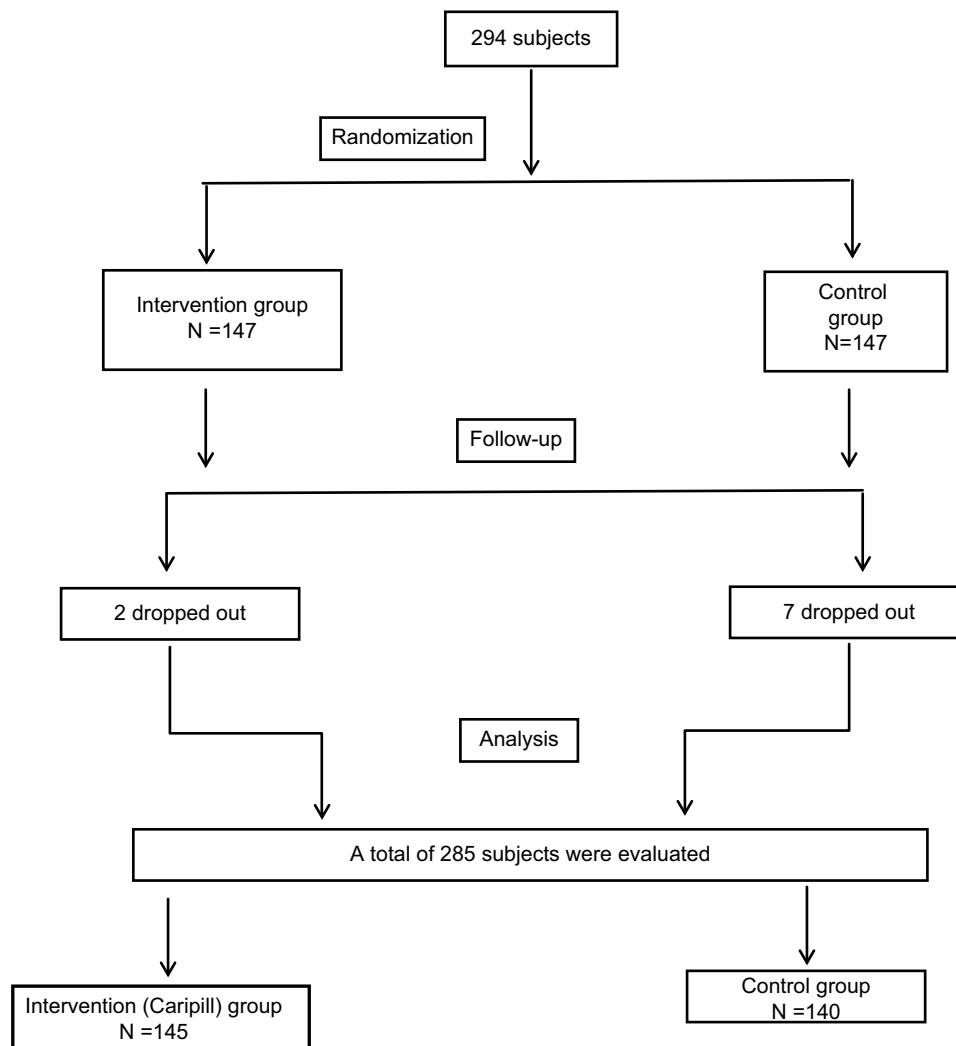 294 subjects
Randomization
Intervention group
N =147
Control
group
N=147
Follow-up
2 dropped out
7 dropped out
Analysis
A total of 285 subjects were evaluated
Intervention (Caripill) group
N =145
Control group
N =140